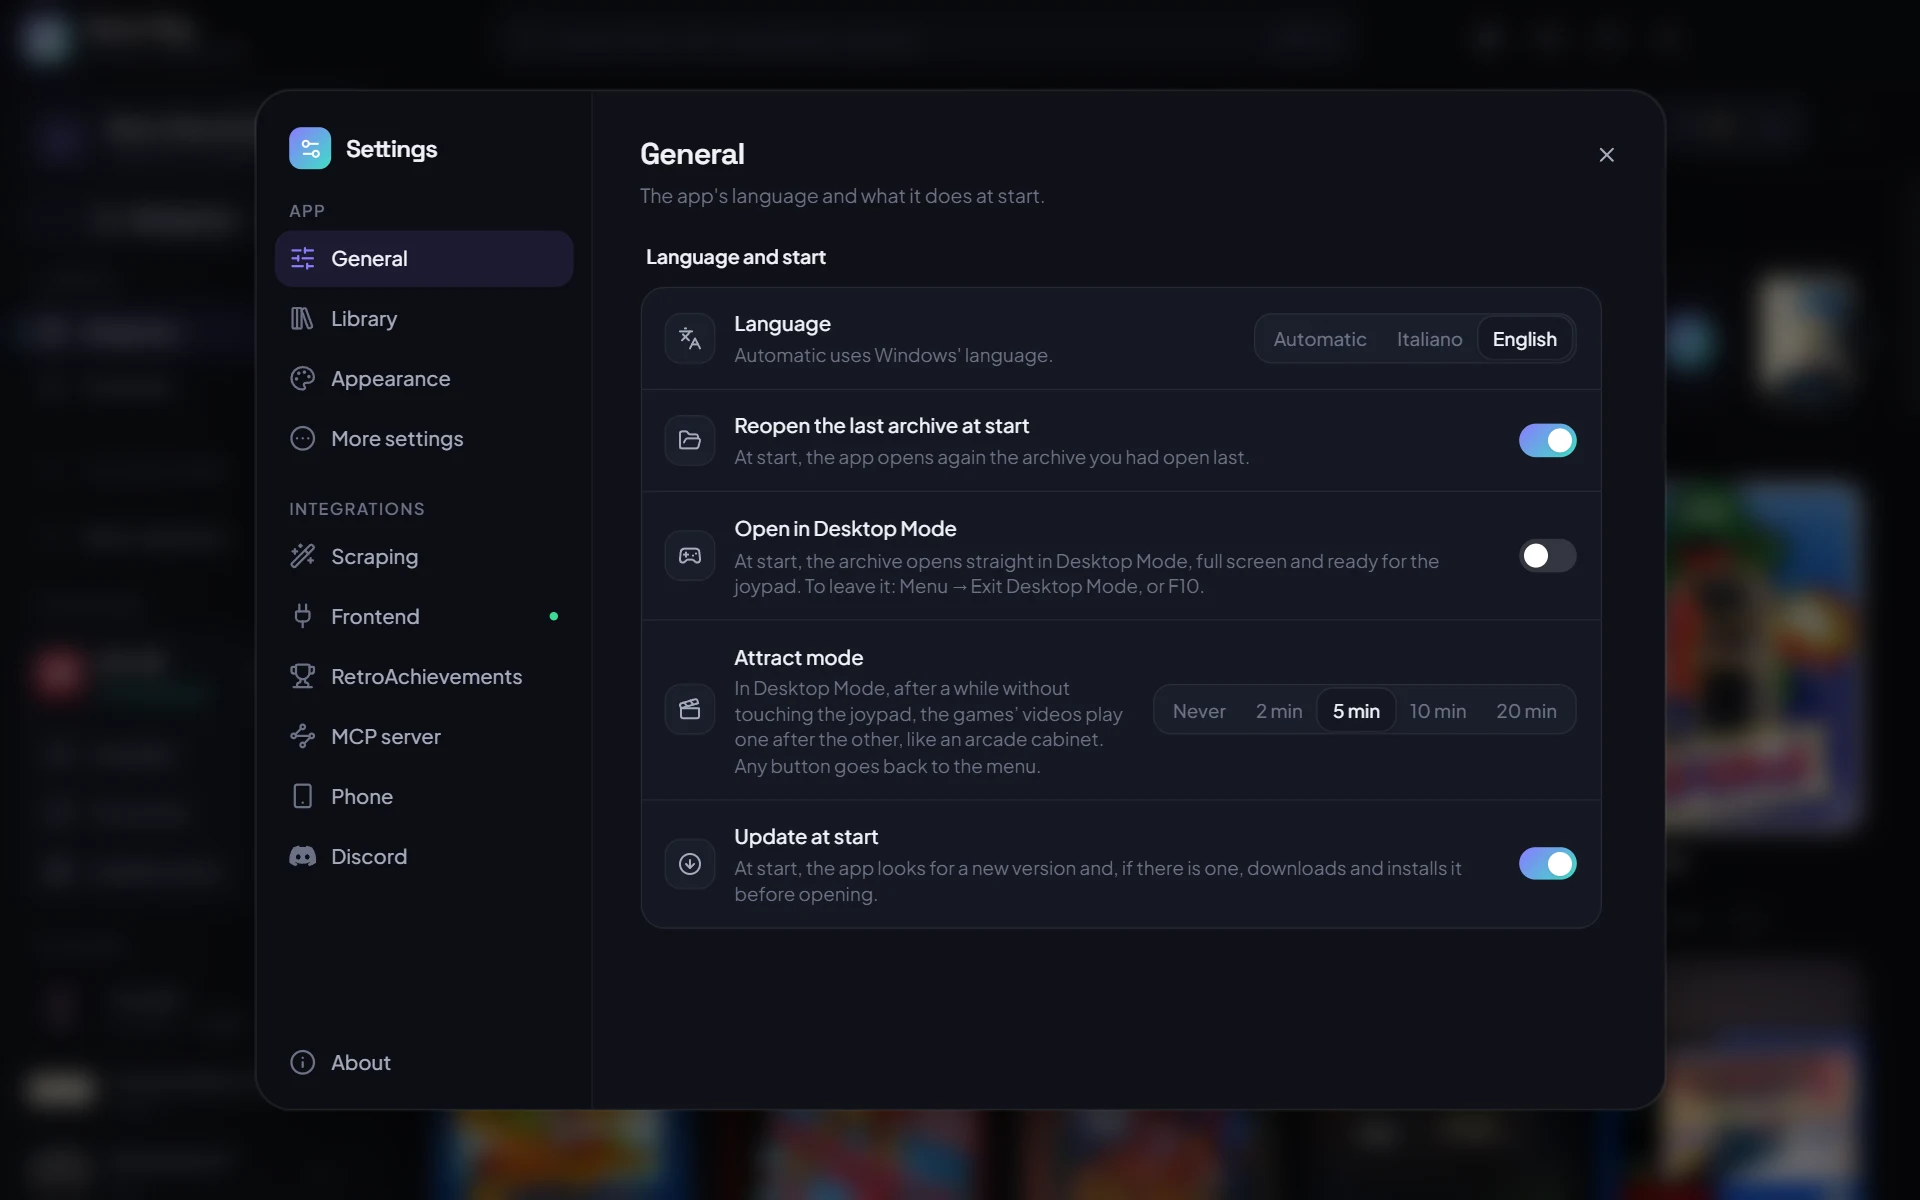 Settings
APP
General
Library
Appearance
More settings
INTEGRATIONS
Scraping
Frontend
RetroAchievements
MCP server
Phone
Discord
About
General
The app's language and what it does at start.
Language and start
Language
Automatic uses Windows' language.
Automatic Italiano English
Reopen the last archive at start
At start, the app opens again the archive you had open last.
Open in Desktop Mode
At start, the archive opens straight in Desktop Mode, full screen and ready for the
joypad. To leave it: Menu → Exit Desktop Mode, or F10.
Attract mode
In Desktop Mode, after a while without
touching the joypad, the games’ videos play
one after the other, like an arcade cabinet.
Any button goes back to the menu.
Never 2 min 5 min 10 min 20 min
Update at start
At start, the app looks for a new version and, if there is one, downloads and installs it
before opening.